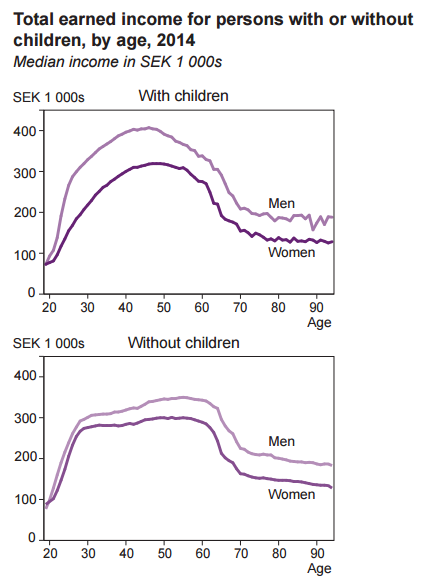 Total earned income for persons with or without
children, by age, 2014
Median income in SEK 1 000s
SEK 1 000s
With children
400
300
200
100
0
Men
Women
20 30 40 50 60 70 80 90
Age
SEK 1 000s
Without children
400
300
200
100
0
Men
Women
20 30 40 50 60 70 80 90
Age